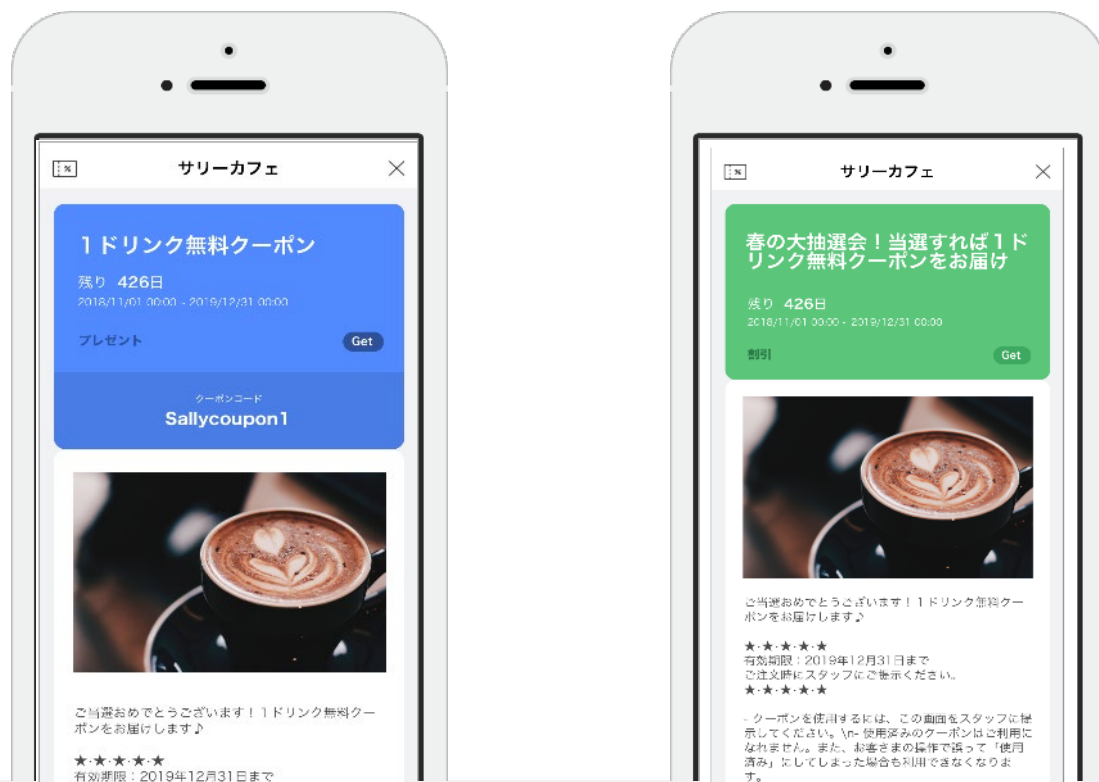 サリーカフェ
1ドリンク無料クーポン
残り 426日
2018/11/01 00:00 - 2019/12/31 00:00
プレゼント
Get
クーポンコード
Sallycoupon1
ご当選おめでとうございます！1ドリンク無料クー
ポンをお届けします♪
★·★·★·★·★
有効期限：2019年12月31日まで
サリーカフェ
春の大抽選会！当選すれば1ド
リンク無料クーポンをお届け
残り 426日
2018/11/01 00:00 - 2019/12/31 00:00
割引
Get
ご当選おめでとうございます！1ドリンク無料クー
ポンをお届けします♪
★·★·★·★·★
有効期限：2019年12月31日まで
ご注文時にスタッフにご提示ください。
★·★·★·★·★
- クーポンを使用するには、この画面をスタッフに提
示してください。\n- 使用済みのクーポンはご利用に
なれません。また、お客さまの操作で誤って「使用
済み」にしてしまった場合も利用できなくなりま
す。